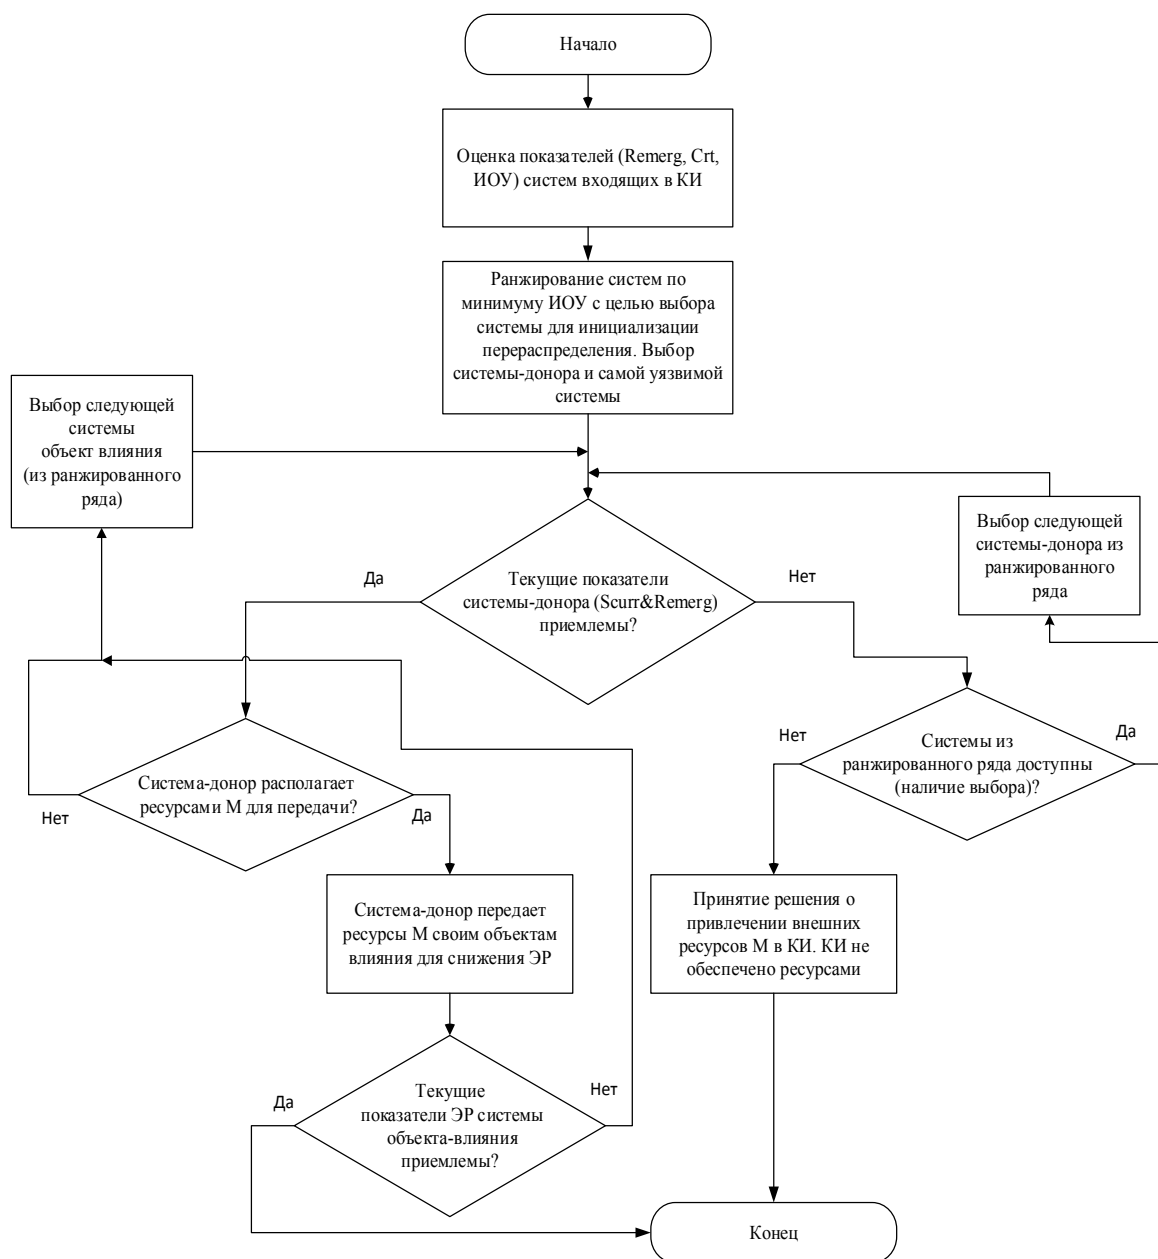 Начало
Оценка показателей (Remerg, Crt,
ИОУ) систем входящих в КИ
Ранжирование систем по
минимуму ИОУ с целью выбора
системы для инициализации
перераспределения. Выбор
системы-донора и самой уязвимой
системы
Выбор следующей
системы
объект влияния
(из ранжированного
ряда)
Выбор следующей
системы-донора из
ранжированного
ряда
Да
Текущие показатели
системы-донора (Scurr&Remerg)
приемлемы?
Нет
Система-донор располагает
ресурсами М для передачи?
Нет
Да
Нет
Системы из
ранжированного ряда доступны
(наличие выбора)?
Да
Система-донор передает
ресурсы М своим объектам
влияния для снижения ЭР
Принятие решения о
привлечении внешних
ресурсов М в КИ. КИ не
обеспечено ресурсами
Да
Текущие
показатели ЭР системы
объекта-влияния
приемлемы?
Нет
Конец